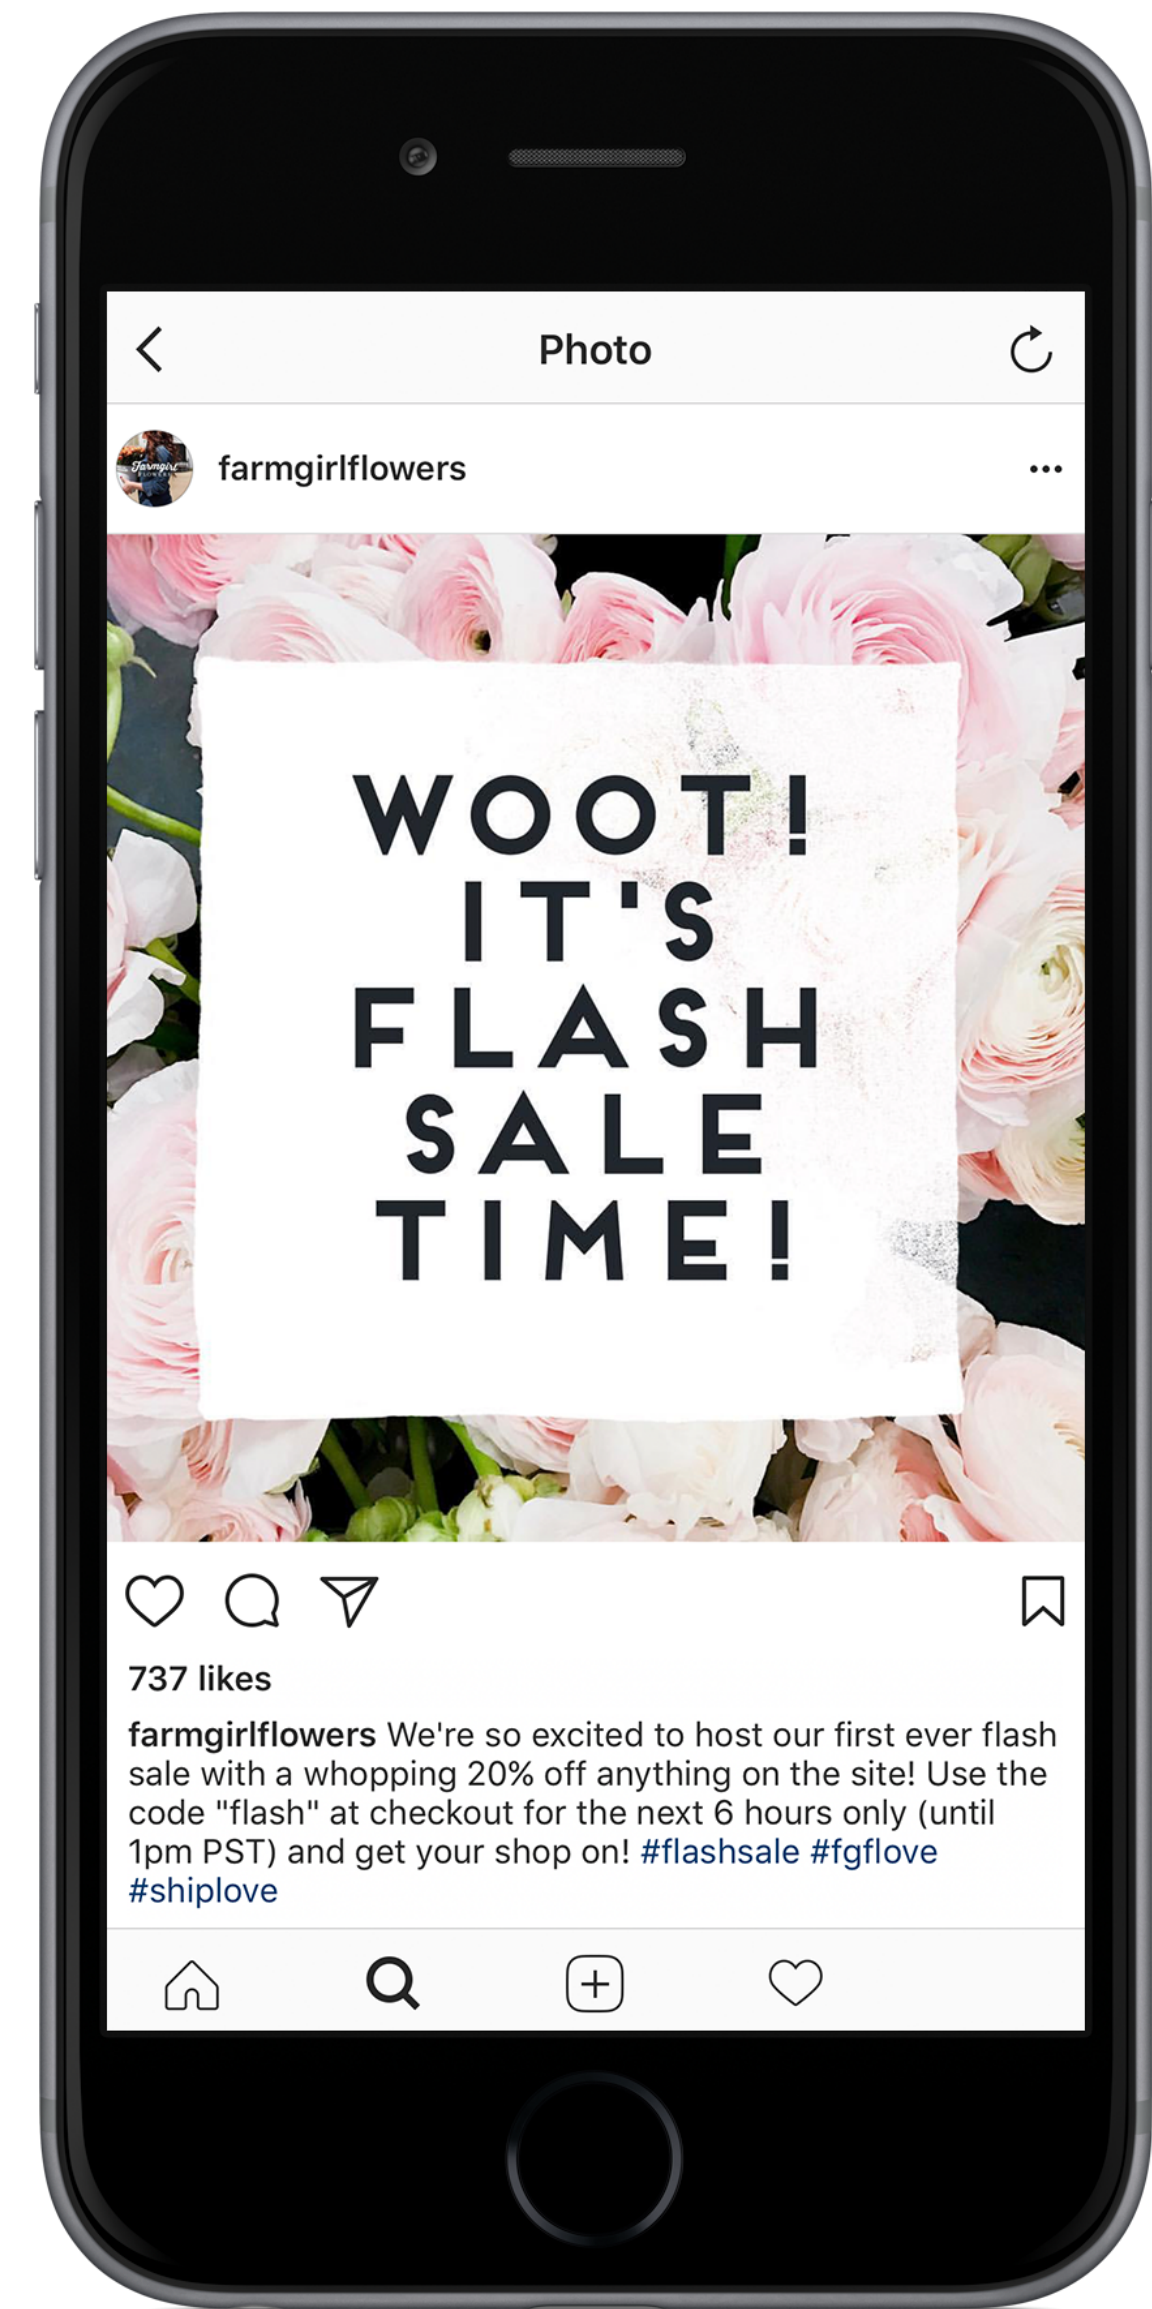 Photo
farmgirlflowers
Farmgirl
FLOWERS
WOOT!
IT'S
FLASH
SALE
TIME!
737 likes
farmgirlflowers We're so excited to host our first ever flash
sale with a whopping 20% off anything on the site! Use the
code "flash" at checkout for the next 6 hours only (until
1pm PST) and get your shop on! #flashsale #fgflove
#shiplove